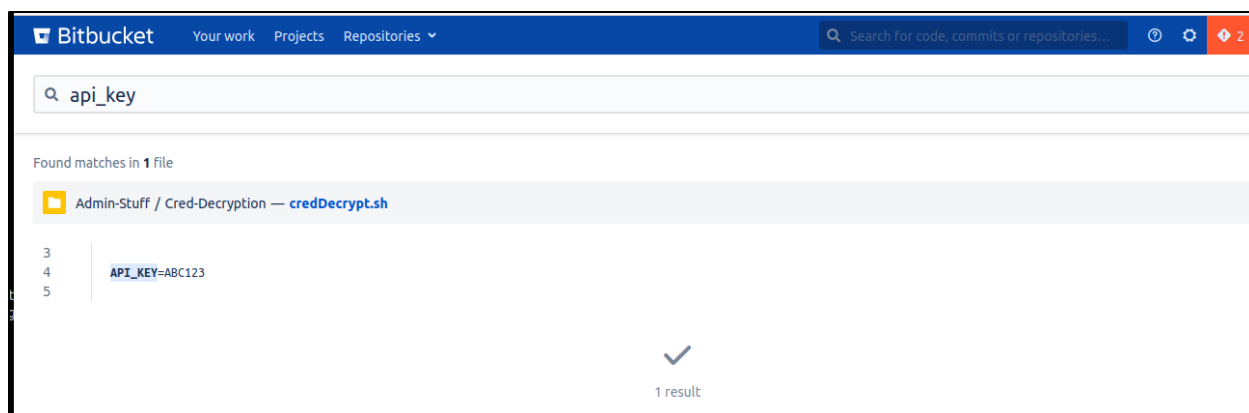 Bitbucket Your work Projects Repositories Search for code, commits or repositories... 2
api_key
Found matches in 1 file
Admin-Stuff / Cred-Decryption — credDecrypt.sh
3
4 API_KEY=ABC123
5
1 result